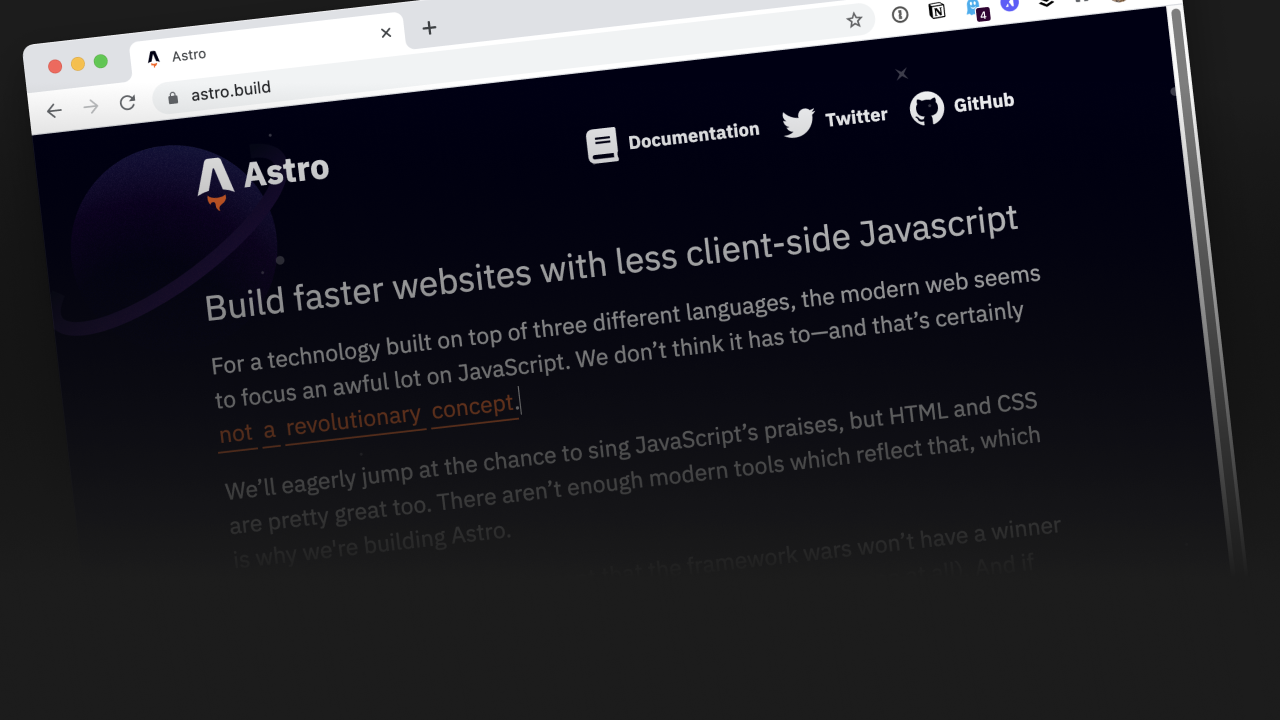 Astro
astro.build
4
Astro
Documentation
Twitter
GitHub
Build faster websites with less client-side Javascript
For a technology built on top of three different languages, the modern web seems
to focus an awful lot on JavaScript. We don’t think it has to—and that’s certainly
not a revolutionary concept.
We’ll eagerly jump at the chance to sing JavaScript’s praises, but HTML and CSS
are pretty great too. There aren’t enough modern tools which reflect that, which
is why we're building Astro.
that the framework wars won’t have a winner
all). And if